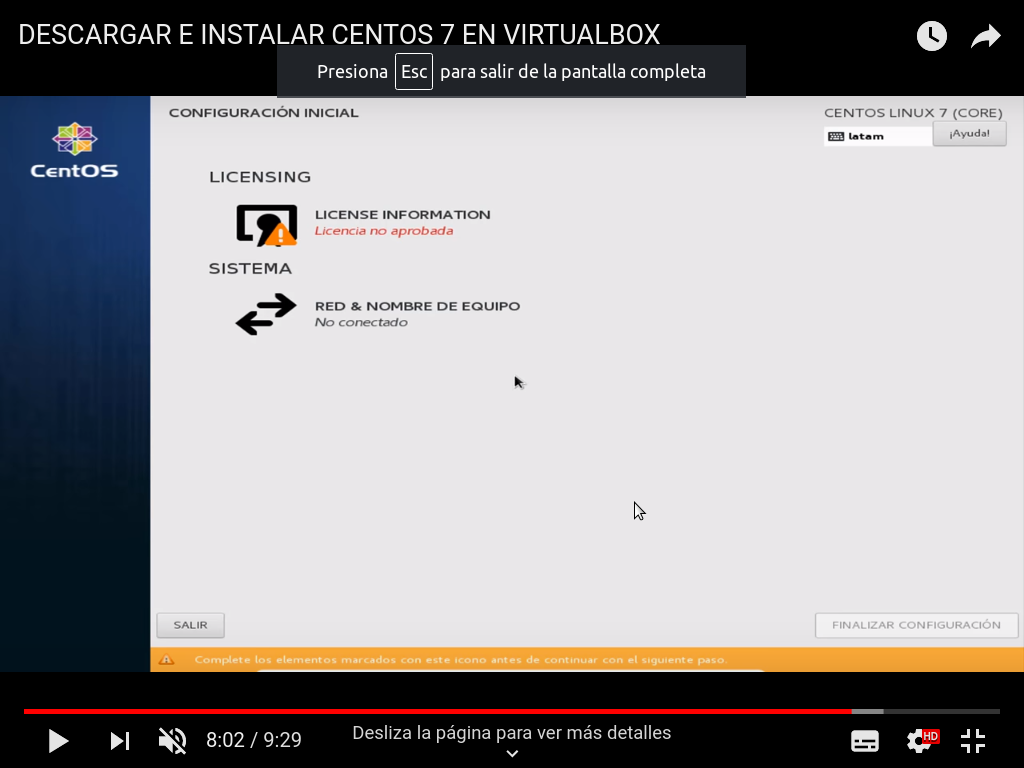 DESCARGAR E INSTALAR CENTOS 7 EN VIRTUALBOX
Presiona Esc para salir de la pantalla completa
CentOS
CONFIGURACIÓN INICIAL
CENTOS LINUX 7 (CORE)
latam
¡Ayuda!
LICENSING
LICENSE INFORMATION
Licencia no aprobada
SISTEMA
RED & NOMBRE DE EQUIPO
No conectado
SALIR
FINALIZAR CONFIGURACIÓN
Complete los elementos marcados con este icono antes de continuar con el siguiente paso.
8:02 / 9:29
Desliza la página para ver más detalles
HD